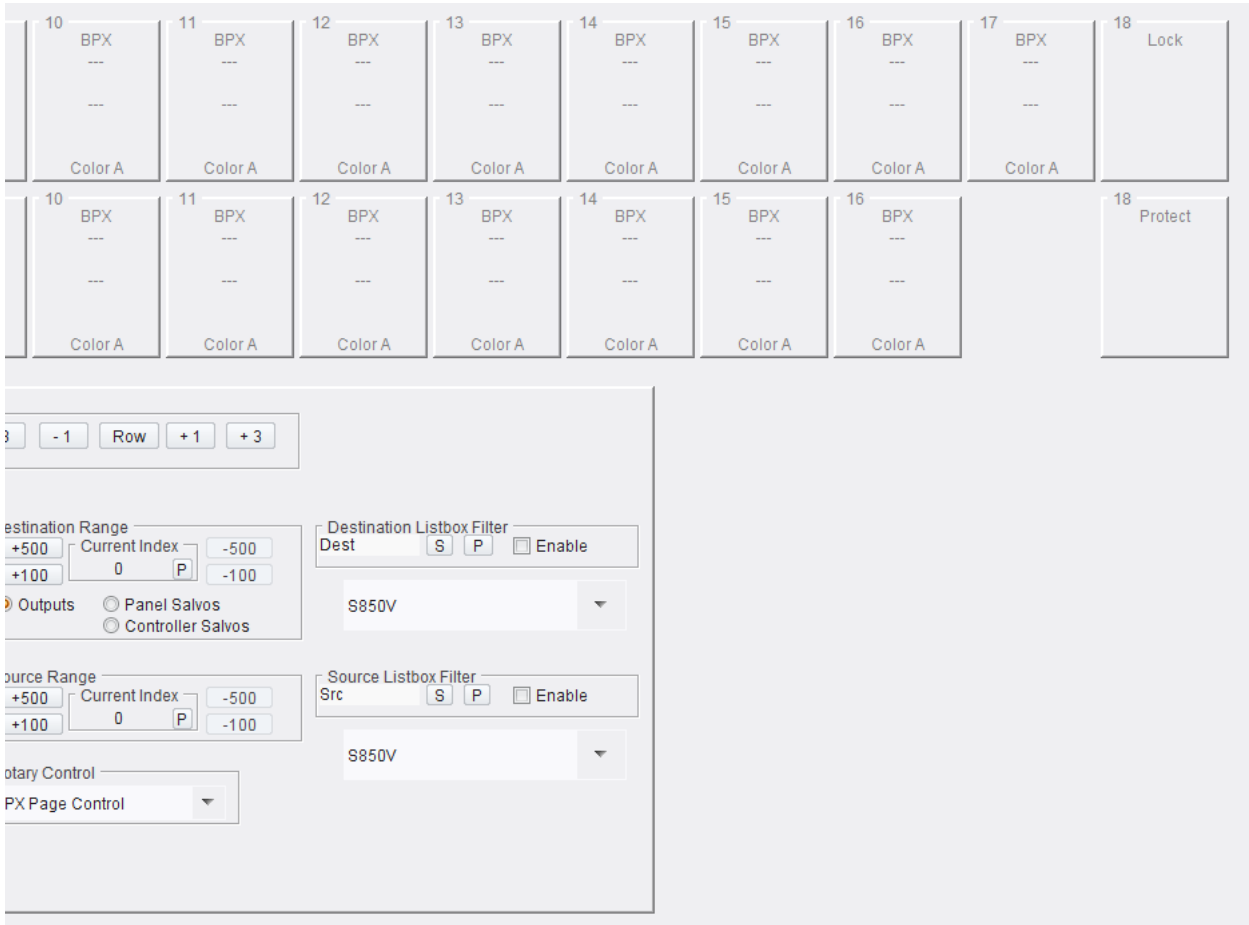 10 11 12 13 14 15 16 17 18
BPX BPX BPX BPX BPX BPX BPX BPX Lock
--- --- --- --- --- --- --- ---
--- --- --- --- --- --- --- ---
Color A Color A Color A Color A Color A Color A Color A Color A
10 11 12 13 14 15 16 18
BPX BPX BPX BPX BPX BPX BPX Protect
--- --- --- --- --- --- ---
--- --- --- --- --- --- ---
Color A Color A Color A Color A Color A Color A Color A
3 - 1 Row + 1 + 3
estination Range
+500 Current Index -500
+100 0 P -100
Outputs Panel Salvos
Controller Salvos
Destination Listbox Filter
Dest S P Enable
S850V
ource Range
+500 Current Index -500
+100 0 P -100
Source Listbox Filter
Src S P Enable
S850V
otary Control
PX Page Control